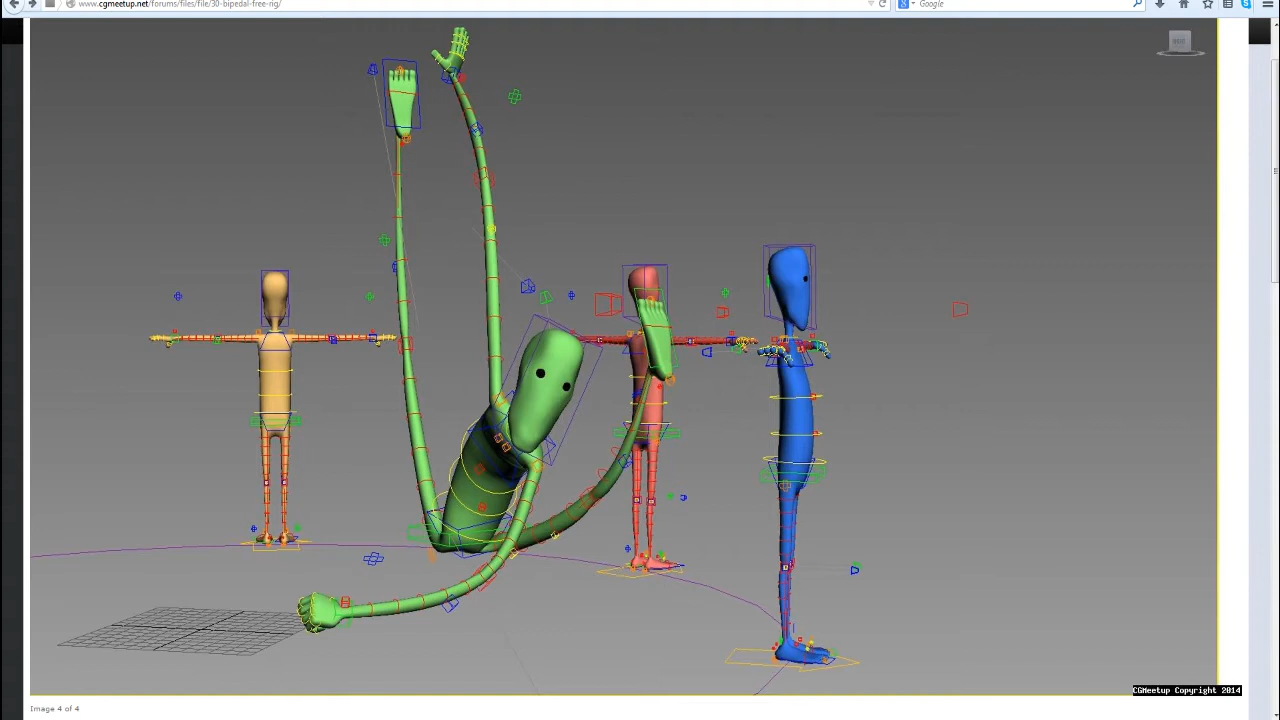 www.cgmeetup.net/forums/files/file/30-bipedal-free-rig/
Google
CGMeetup Copyright 2014
Image 4 of 4